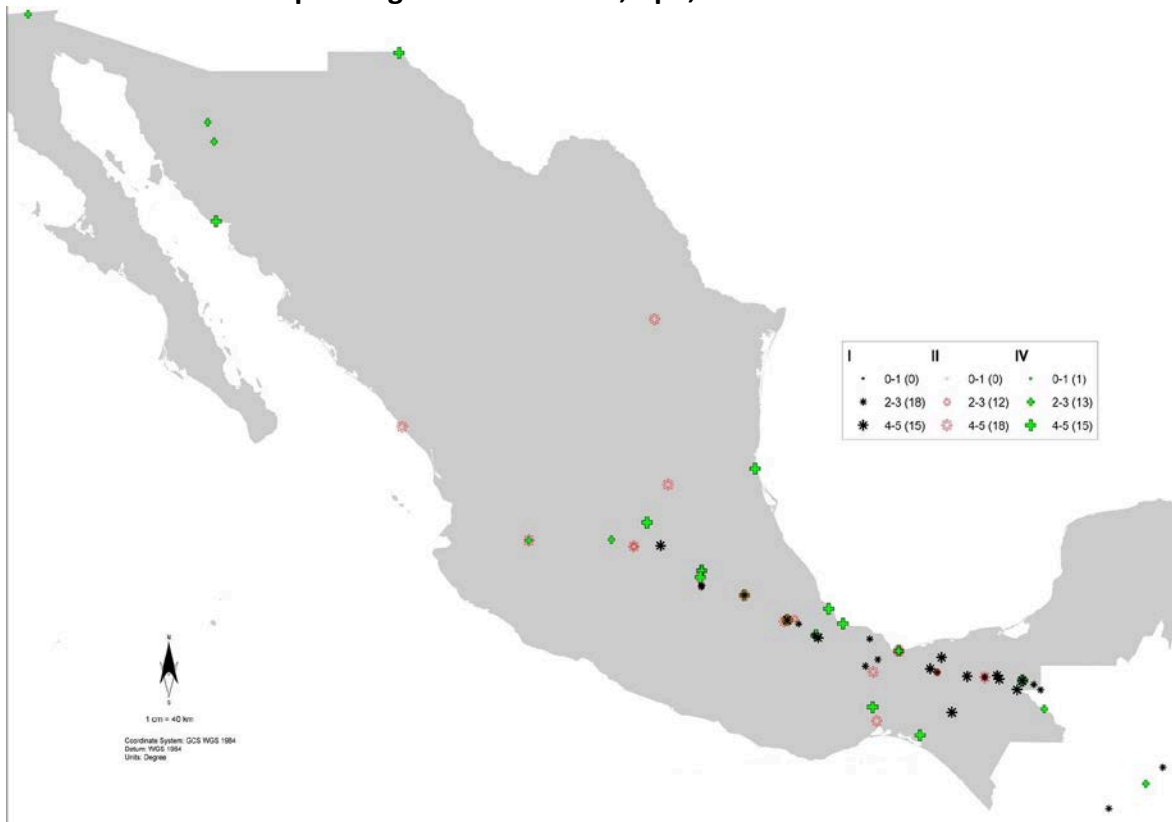 I II IV
0-1 (0) 0-1 (0) 0-1 (1)
2-3 (18) 2-3 (12) 2-3 (13)
4-5 (15) 4-5 (18) 4-5 (15)
N
S
1 cm = 40 km
Coordinate System: GCS WGS 1984
Datum: WGS 1984
Units: Degree